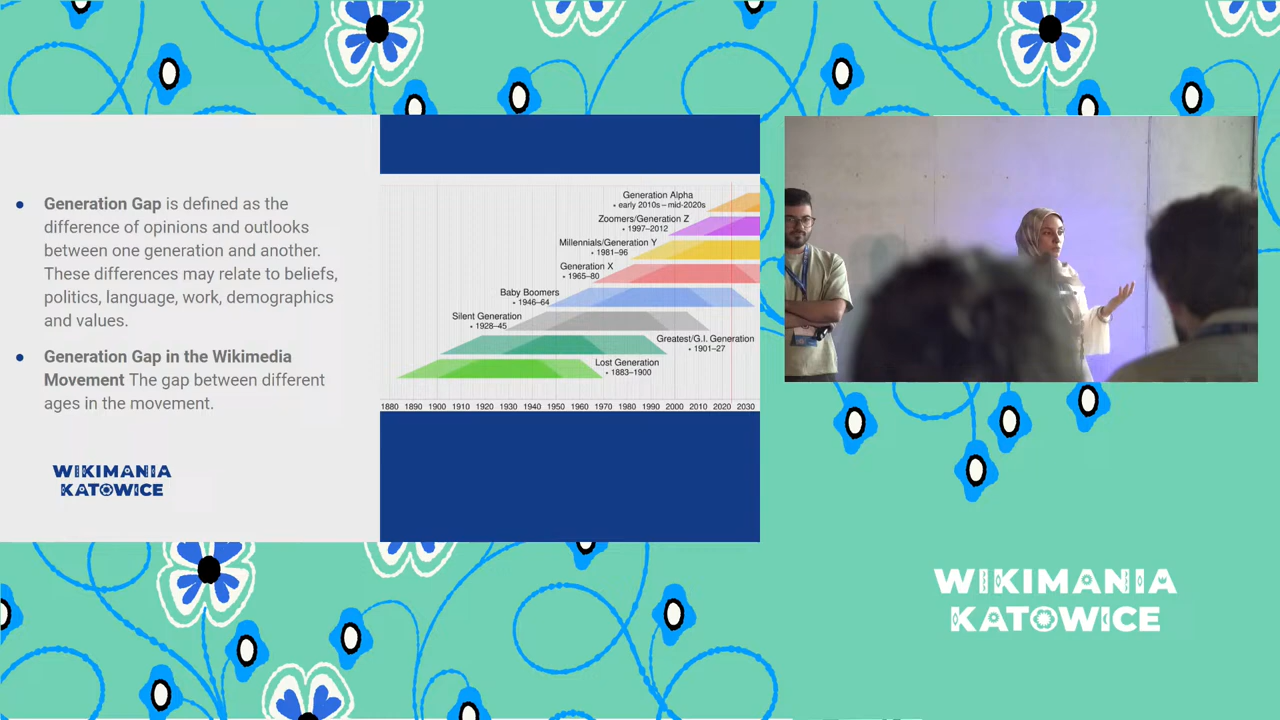 Generation Gap is defined as the
difference of opinions and outlooks
between one generation and another.
These differences may relate to beliefs,
politics, language, work, demographics
and values.
Generation Gap in the Wikimedia
Movement The gap between different
ages in the movement.
WIKIMANIA
KATOWICE
Generation Alpha
• early 2010s – mid-2020s
Zoomers/Generation Z
• 1997–2012
Millennials/Generation Y
• 1981–96
Generation X
• 1965–80
Baby Boomers
• 1946–64
Silent Generation
• 1928–45
Greatest/G.I. Generation
• 1901–27
Lost Generation
• 1883–1900
1880 1890 1900 1910 1920 1930 1940 1950 1960 1970 1980 1990 2000 2010 2020 2030
WIKIMANIA
KATOWICE